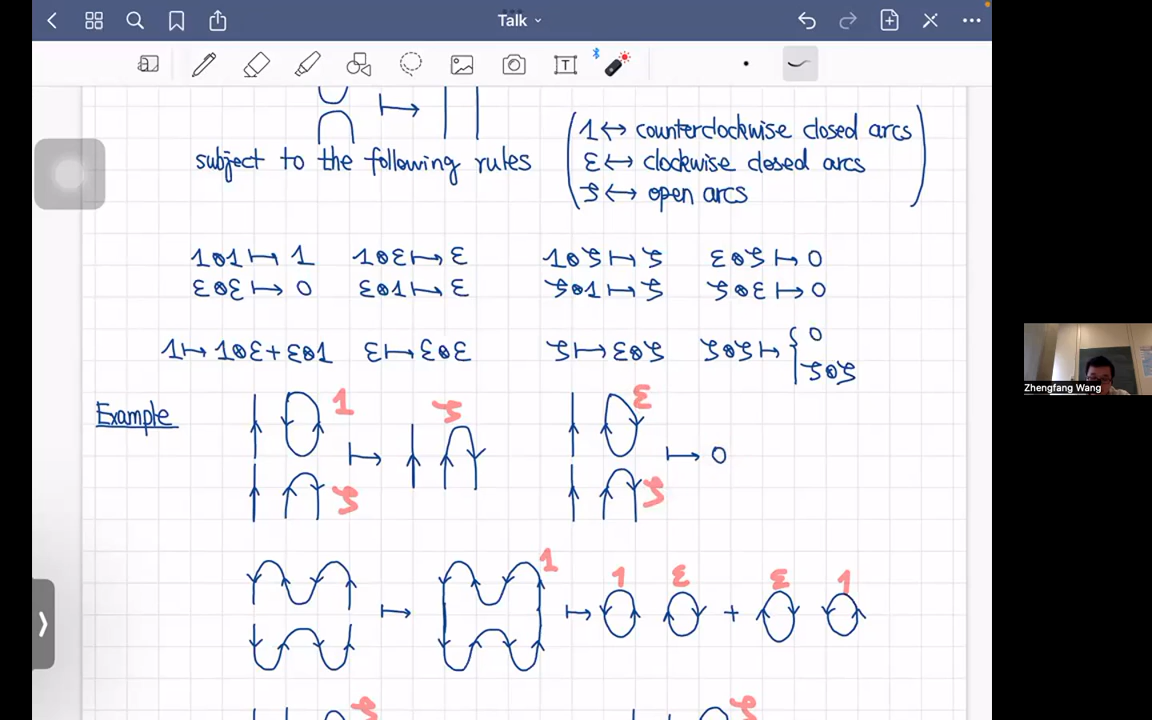 Talk
subject to the following rules
1 ↔ counterclockwise closed arcs
ε ↔ clockwise closed arcs
ζ ↔ open arcs
1⊗1 ↦ 1 1⊗ε ↦ ε 1⊗ζ ↦ ζ ε⊗ζ ↦ 0
ε⊗ε ↦ 0 ε⊗1 ↦ ε ζ⊗1 ↦ ζ ζ⊗ε ↦ 0
1 ↦ 1⊗ε + ε⊗1 ε ↦ ε⊗ε ζ ↦ ε⊗ζ ζ⊗ζ ↦ { 0
ζ⊗ζ
Zhengfang Wang
Example
1 ↦ ζ ε
ζ ζ ↦ 0
↦ 1 ↦ 1 ε + ε 1
ζ ζ